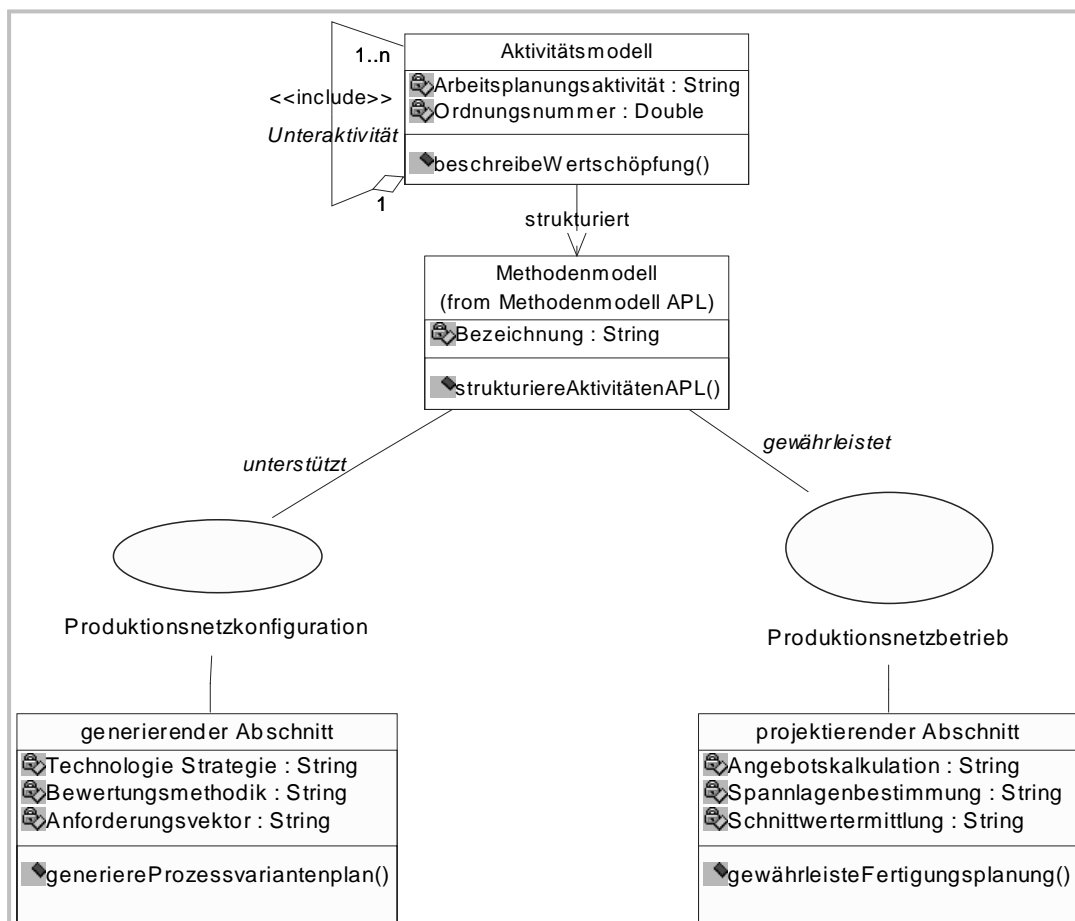 Aktivitätsmodell
1..n
Arbeitsplanungsaktivität : String
<<include>>
Ordnungsnummer : Double
Unteraktivität
beschreibeWertschöpfung()
1
strukturiert
Methodenmodell
(from Methodenmodell APL)
Bezeichnung : String
strukturiereAktivitätenAPL()
unterstützt
gewährleistet
Produktionsnetzkonfiguration
Produktionsnetzbetrieb
generierender Abschnitt
Technologie Strategie : String
Bewertungsmethodik : String
Anforderungsvektor : String
generiereProzessvariantenplan()
projektierender Abschnitt
Angebotskalkulation : String
Spannlagenbestimmung : String
Schnittwertermittlung : String
gewährleisteFertigungsplanung()